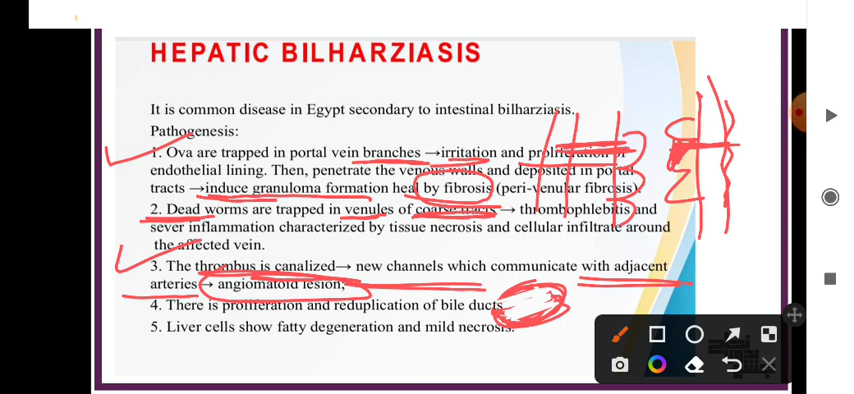 HEPATIC BILHARZIASIS
It is common disease in Egypt secondary to intestinal bilharziasis.
Pathogenesis:
1. Ova are trapped in portal vein branches →irritation and proliferation of
endothelial lining. Then, penetrate the venous walls and deposited in portal
tracts →induce granuloma formation heal by fibrosis (peri-venular fibrosis).
2. Dead worms are trapped in venules of coarse tracts → thrombophlebitis and
sever inflammation characterized by tissue necrosis and cellular infiltrate around
the affected vein.
3. The thrombus is canalized→ new channels which communicate with adjacent
arteries→ angiomatoid lesion,
4. There is proliferation and reduplication of bile ducts
5. Liver cells show fatty degeneration and mild necrosis.